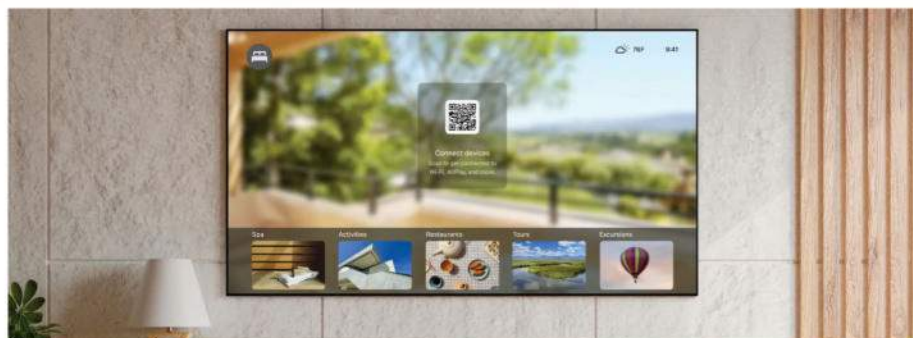 76F 9:41
Connect devices
Scan to get connected to
Wi-Fi, AirPlay, and more.
Spa Activities Restaurants Tours Excursions